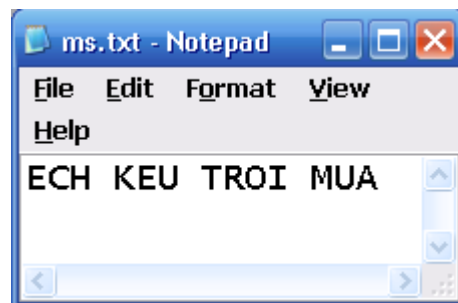 ms.txt - Notepad
File Edit Format View
Help
ECH KEU TROI MUA